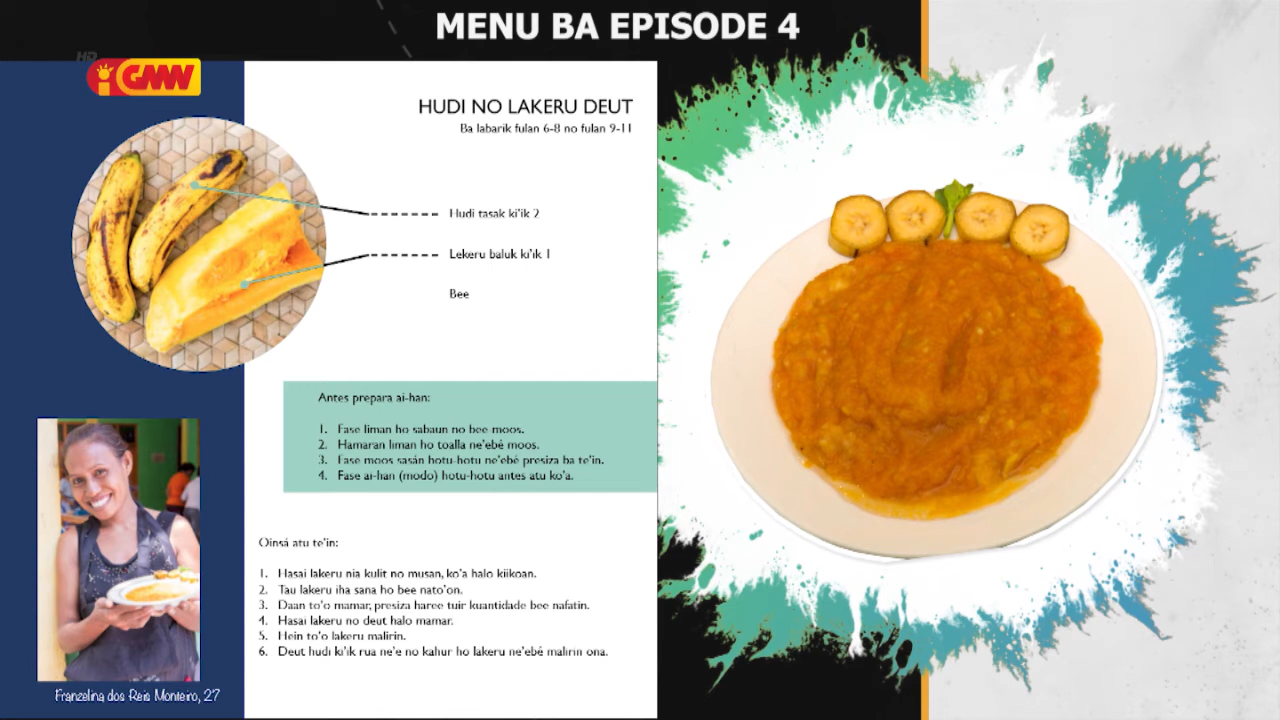 MENU BA EPISODE 4
HD
GMN
HUDI NO LAKERU DEUT
Ba labarik fulan 6-8 no fulan 9-11
Hudi tasak ki'ik 2
Lekeru baluk ki'ik 1
Bee
Antes prepara ai-han:
1. Fase liman ho sabaun no bee moos.
2. Hamaran liman ho toalla ne'ebé moos.
3. Fase moos sasán hotu-hotu ne'ebé presiza ba te'in.
4. Fase ai-han (modo) hotu-hotu antes atu ko'a.
Oinsá atu te'in:
1. Hasai lakeru nia kulit no musan, ko'a halo kiikoan.
2. Tau lakeru iha sana ho bee nato'on.
3. Daan to'o mamar, presiza haree tuir kuantidade bee nafatin.
4. Hasai lakeru no deut halo mamar.
5. Hein to'o lakeru malirin.
6. Deut hudi ki'ik rua ne'e no kahur ho lakeru ne'ebé malirin ona.
Franzelina dos Reis Monteiro, 27